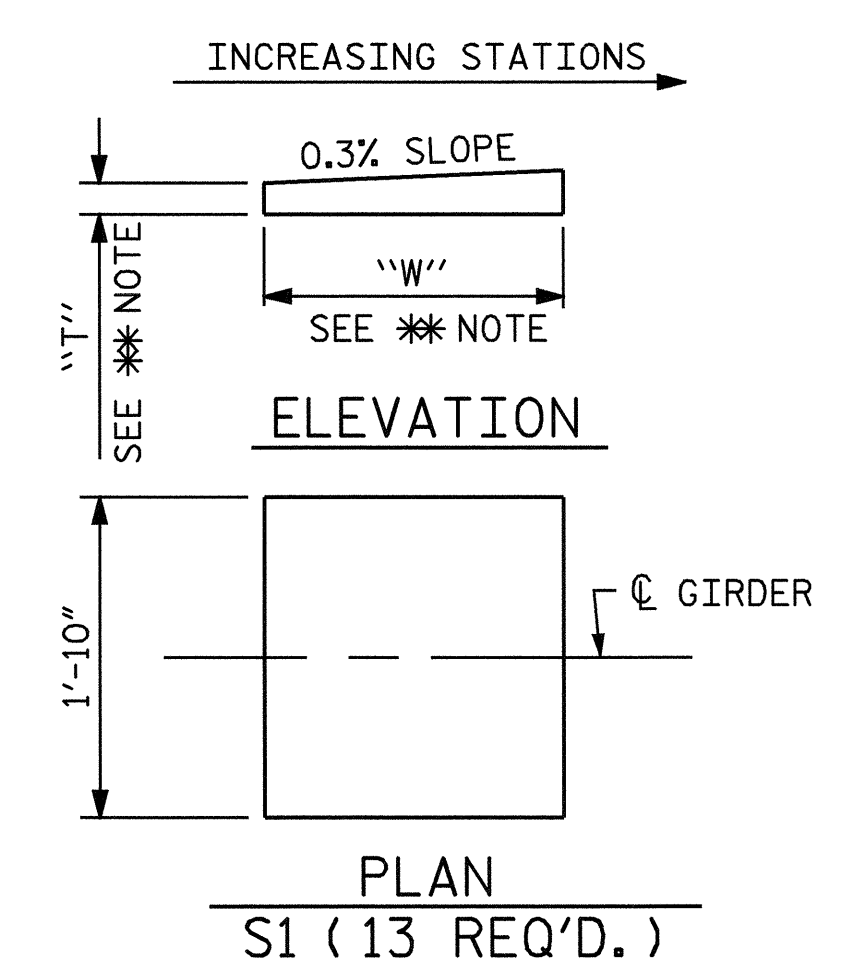 INCREASING STATIONS
0.3% SLOPE
"T"
SEE ** NOTE
"W"
SEE ** NOTE
ELEVATION
1'-10"
℄ GIRDER
PLAN
S1 (13 REQ'D.)